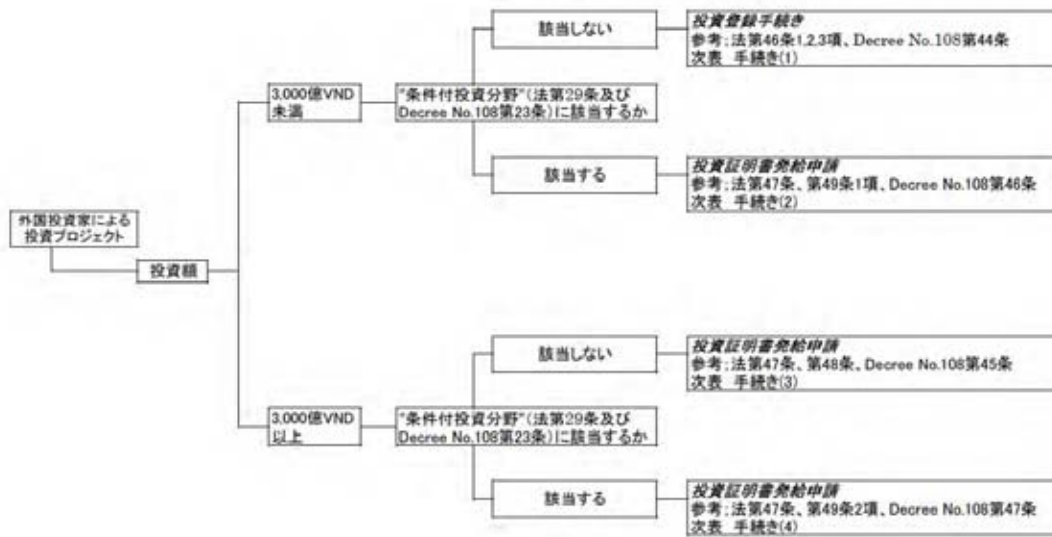 外国投資家による
投資プロジェクト
投資額
3,000億VND
未満
"条件付投資分野"(法第29条及び
Decree No.108第23条)に該当するか
該当しない
投資登録手続き
参考:法第46条1,2,3項、Decree No.108第44条
次表 手続き(1)
該当する
投資証明書発給申請
参考:法第47条、第49条1項、Decree No.108第46条
次表 手続き(2)
3,000億VND
以上
"条件付投資分野"(法第29条及び
Decree No.108第23条)に該当するか
該当しない
投資証明書発給申請
参考:法第47条、第48条、Decree No.108第45条
次表 手続き(3)
該当する
投資証明書発給申請
参考:法第47条、第49条2項、Decree No.108第47条
次表 手続き(4)